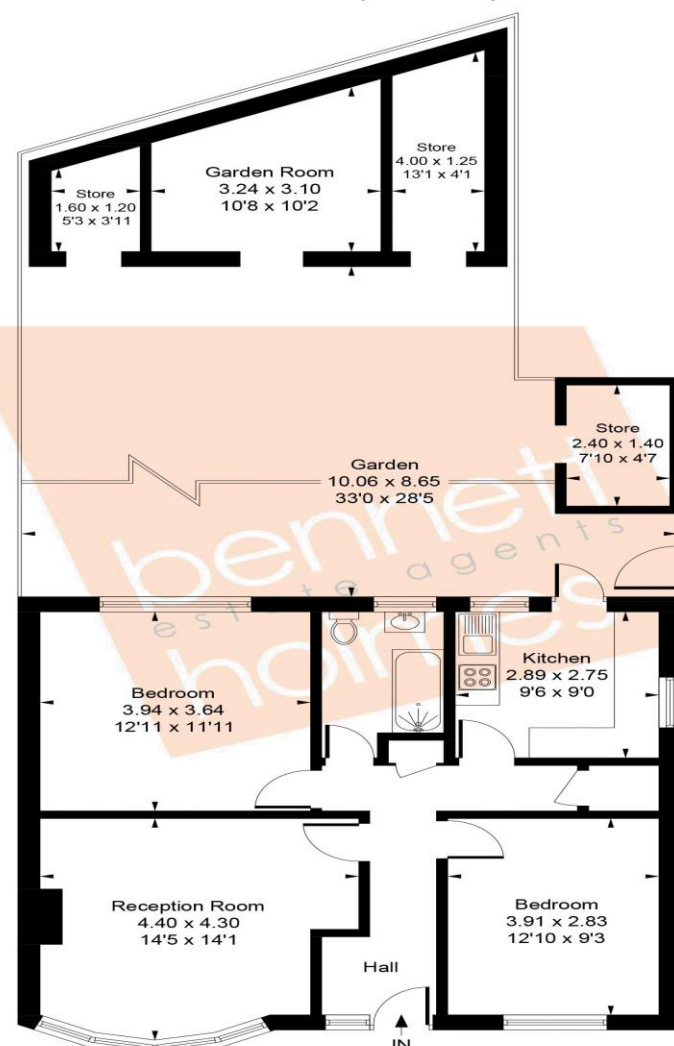 Store
4.00 x 1.25
13'1 x 4'1
Garden Room
3.24 x 3.10
10'8 x 10'2
Store
1.60 x 1.20
5'3 x 3'11
Store
2.40 x 1.40
7'10 x 4'7
Garden
10.06 x 8.65
33'0 x 28'5
bennett
estate agents
holmes
Kitchen
2.89 x 2.75
9'6 x 9'0
Bedroom
3.94 x 3.64
12'11 x 11'11
Reception Room
4.40 x 4.30
14'5 x 14'1
Bedroom
3.91 x 2.83
12'10 x 9'3
Hall
IN